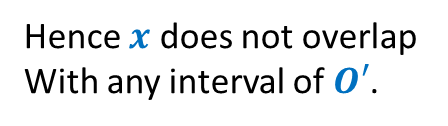 Hence x does not overlap
With any interval of O′.